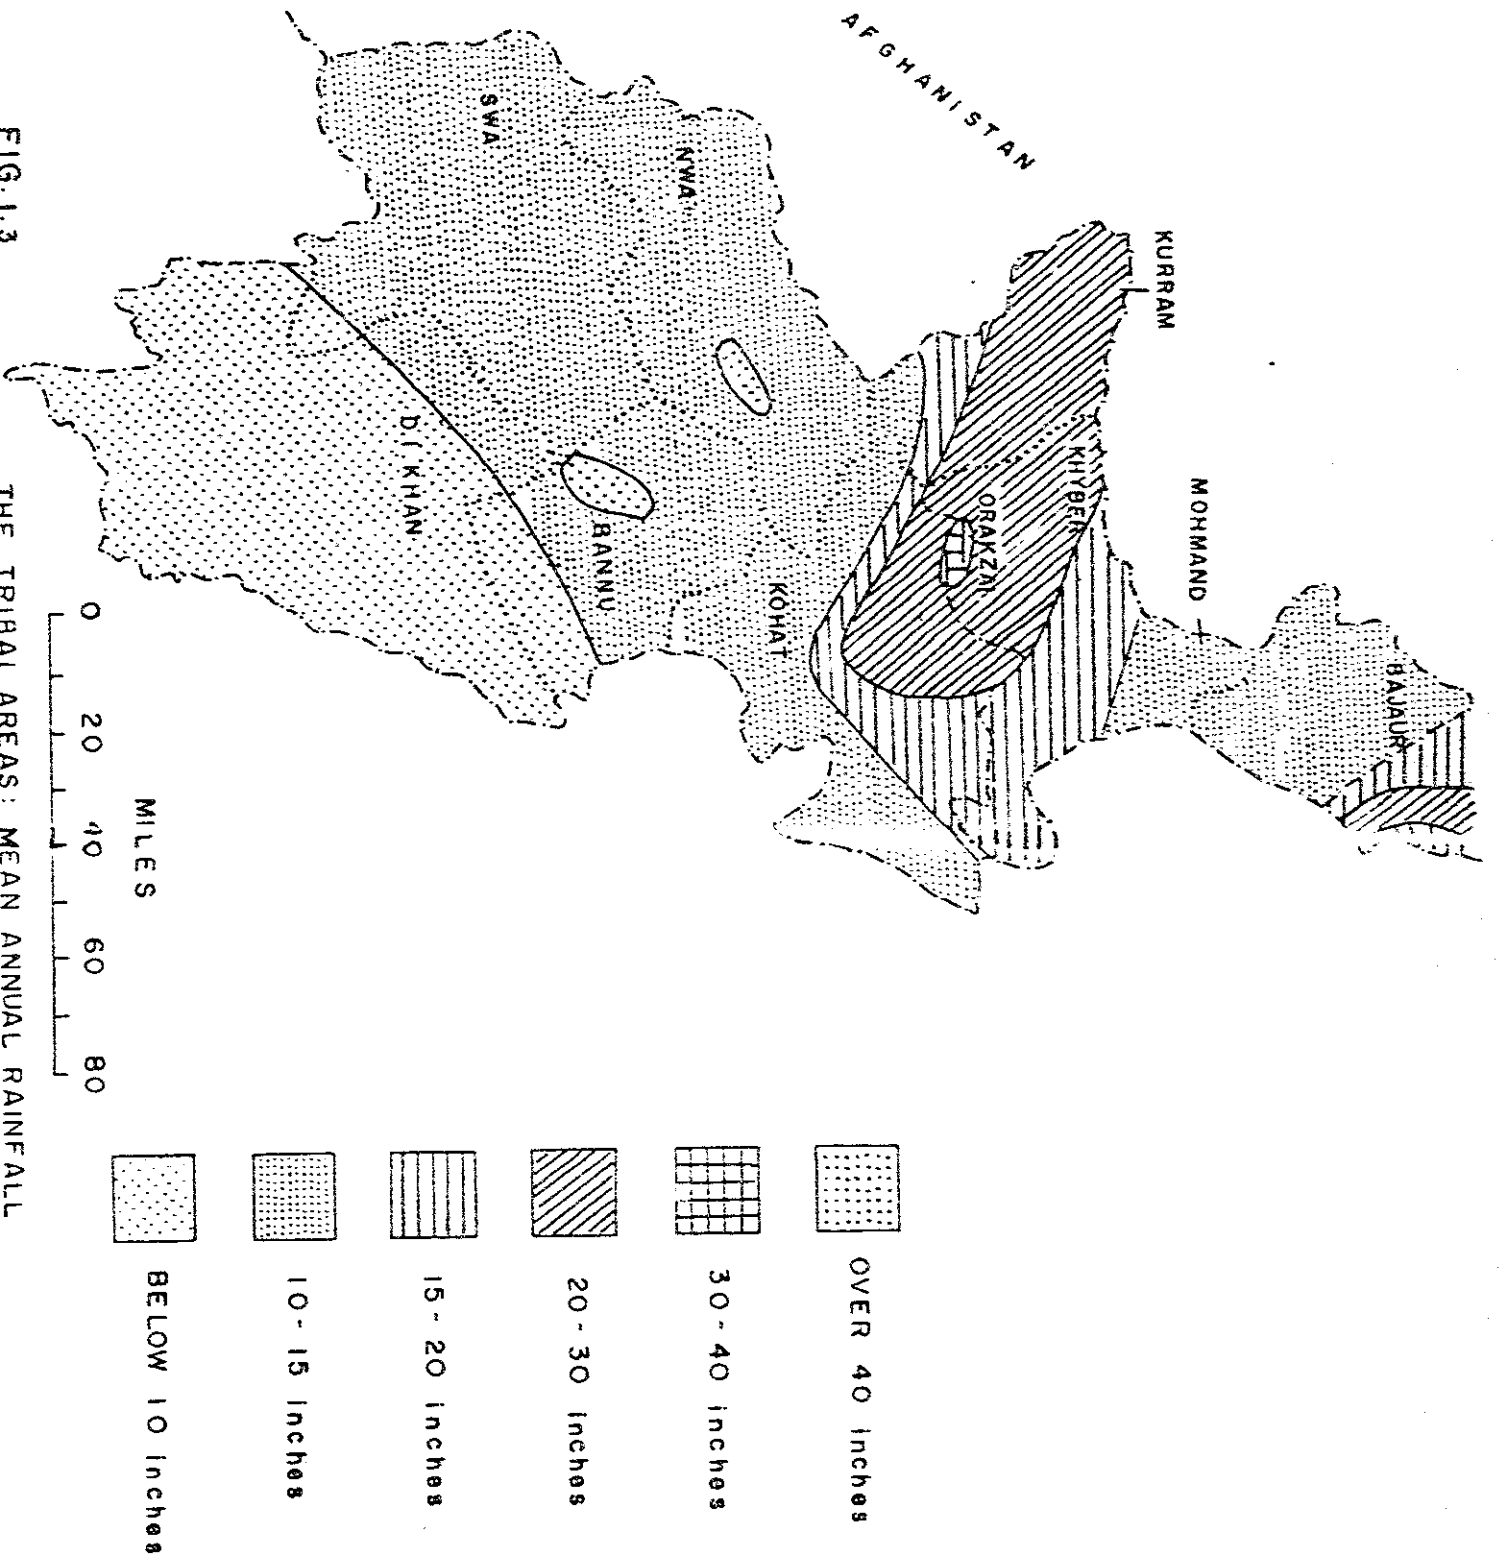 AFGHANISTAN
KURRAM
MOHMAND
BAJAUR
KHYBER
ORAKZAI
NWA
SWA
KOHAT
BANNU
DI KHAN
MILES
0 20 40 60 80
OVER 40 inches
30-40 inches
20-30 inches
15-20 inches
10-15 inches
BELOW 10 inches
FIG.1.3 THE TRIBAL AREAS: MEAN ANNUAL RAINFALL